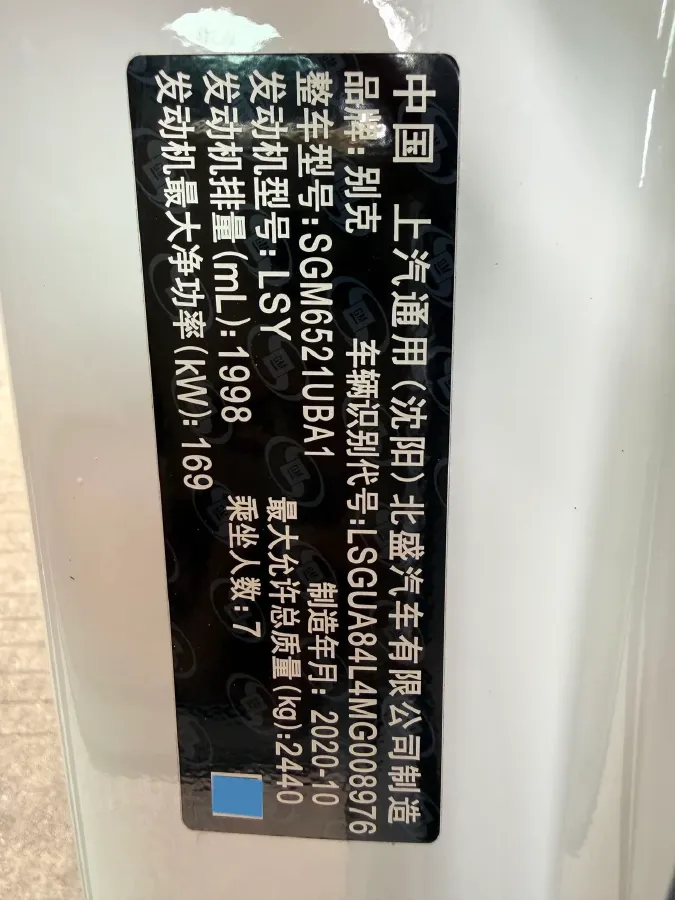 中国 上汽通用(沈阳)北盛汽车有限公司制造
品牌:别克 车辆识别代号:LSGUA84L4MG008976
整车型号:SGM6521UBA1 制造年月:2020-10
发动机型号:LSY 最大允许总质量(kg):2440
发动机排量(mL):1998 乘坐人数:7
发动机最大净功率(kW):169